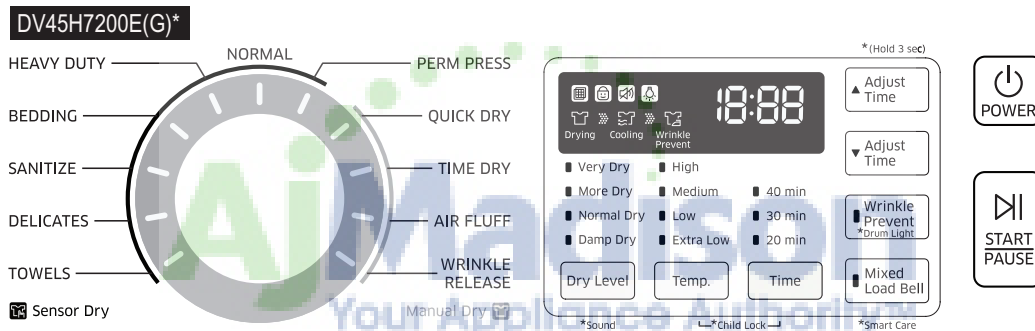 DV45H7200E(G)*
HEAVY DUTY
NORMAL
PERM PRESS
BEDDING
QUICK DRY
SANITIZE
TIME DRY
DELICATES
AIR FLUFF
TOWELS
WRINKLE
RELEASE
Sensor Dry
Manual Dry
*(Hold 3 sec)
18:88
Drying
Cooling
Wrinkle
Prevent
Very Dry
High
More Dry
Medium
40 min
Normal Dry
Low
30 min
Damp Dry
Extra Low
20 min
Dry Level
Temp.
Time
*Sound
*Child Lock
▲ Adjust
Time
▼ Adjust
Time
Wrinkle
Prevent
*Drum Light
Mixed
Load Bell
*Smart Care
POWER
START
PAUSE
AjMadison
Your Appliance Authority™